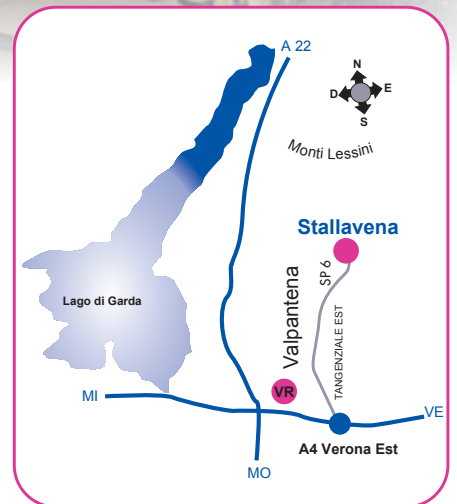 A 22
N
D
E
S
Monti Lessini
Stallavena
SP 6
Lago di Garda
Valpantena
TANGENZIALE EST
VR
MI
VE
A4 Verona Est
MO